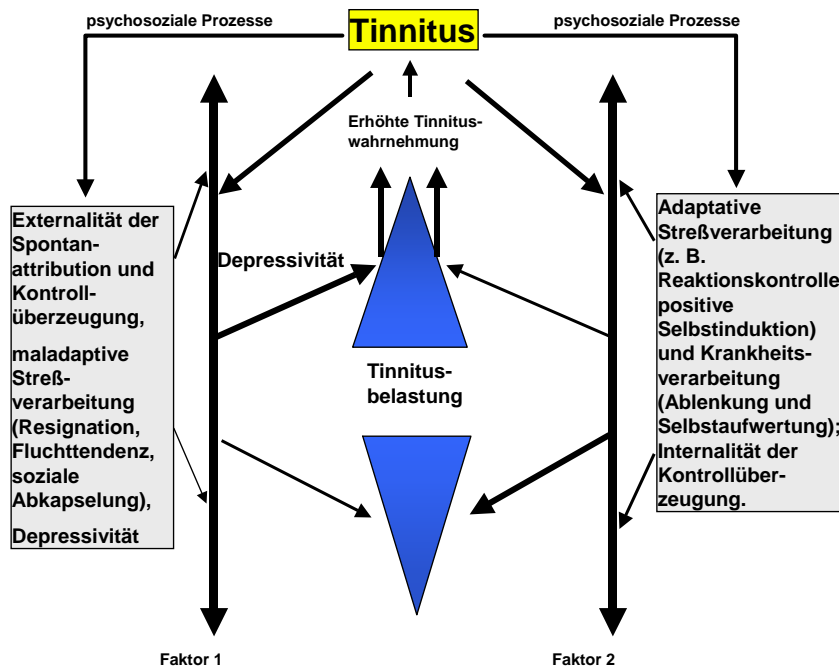 psychosoziale Prozesse
Tinnitus
psychosoziale Prozesse
Erhöhte Tinnitus-
wahrnehmung
Externalität der
Spontan-
attribution und
Kontroll-
überzeugung,
maladaptive
Streß-
verarbeitung
(Resignation,
Fluchttendenz,
soziale
Abkapselung),
Depressivität
Depressivität
Tinnitus-
belastung
Adaptative
Streßverarbeitung
(z. B.
Reaktionskontrolle
positive
Selbstinduktion)
und Krankheits-
verarbeitung
(Ablenkung und
Selbstaufwertung);
Internalität der
Kontrollüber-
zeugung.
Faktor 1
Faktor 2